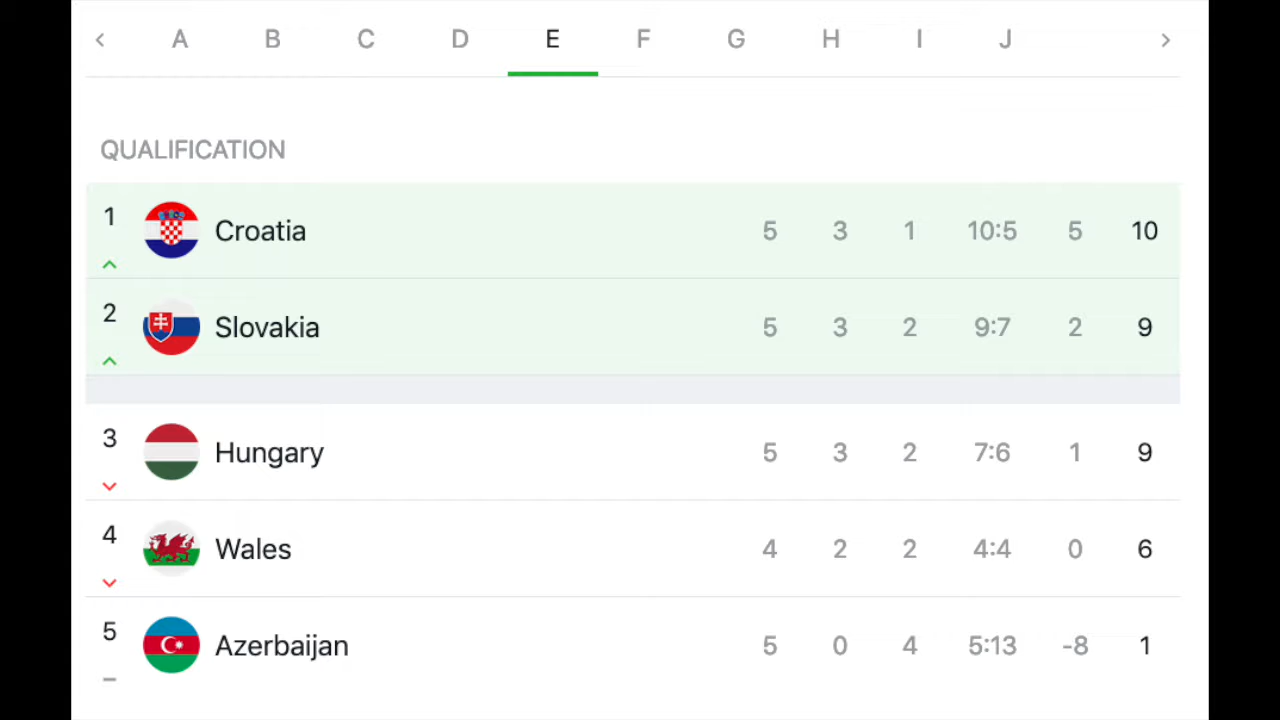 A B C D E F G H I J
QUALIFICATION
1 Croatia 5 3 1 10:5 5 10
2 Slovakia 5 3 2 9:7 2 9
3 Hungary 5 3 2 7:6 1 9
4 Wales 4 2 2 4:4 0 6
5 Azerbaijan 5 0 4 5:13 -8 1